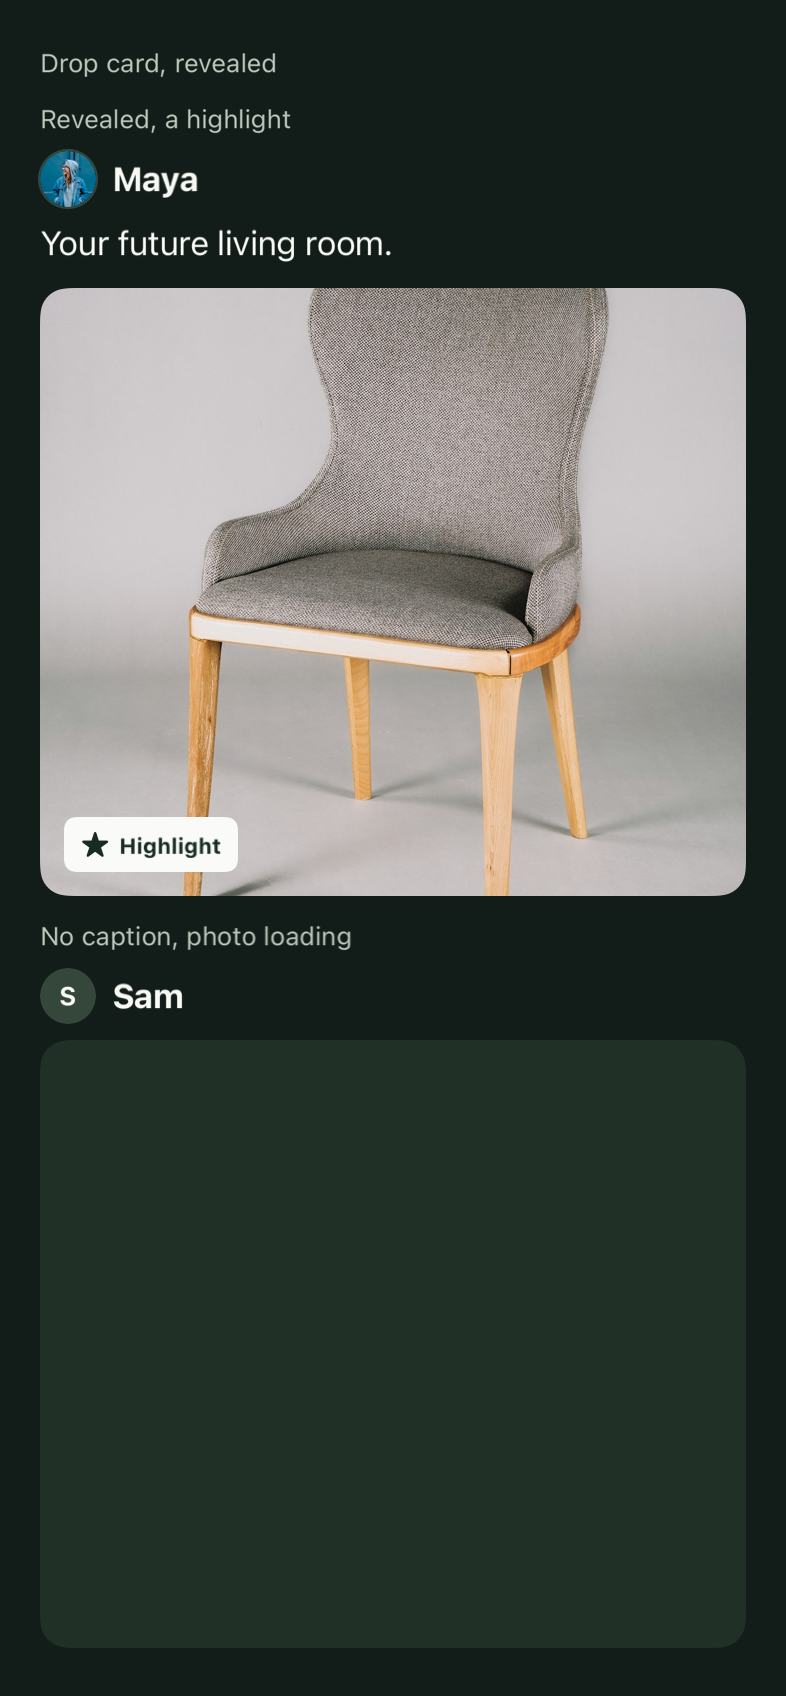 Drop card, revealed
Revealed, a highlight
Maya
Your future living room.
Highlight
No caption, photo loading
S
Sam